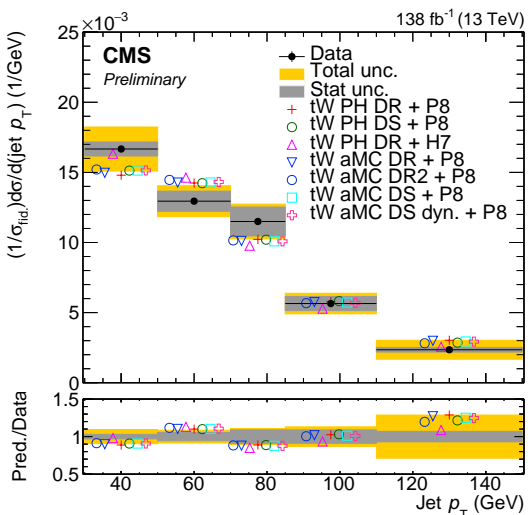 ×10⁻³
138 fb⁻¹ (13 TeV)
CMS
Preliminary
Data
Total unc.
Stat unc.
tW PH DR + P8
tW PH DS + P8
tW PH DR + H7
tW aMC DR + P8
tW aMC DR2 + P8
tW aMC DS + P8
tW aMC DS dyn. + P8
(1/σ_fid.)dσ/d(jet p_T) (1/GeV)
25
20
15
10
5
0
Pred./Data
1.5
1
0.5
40 60 80 100 120 140
Jet p_T (GeV)